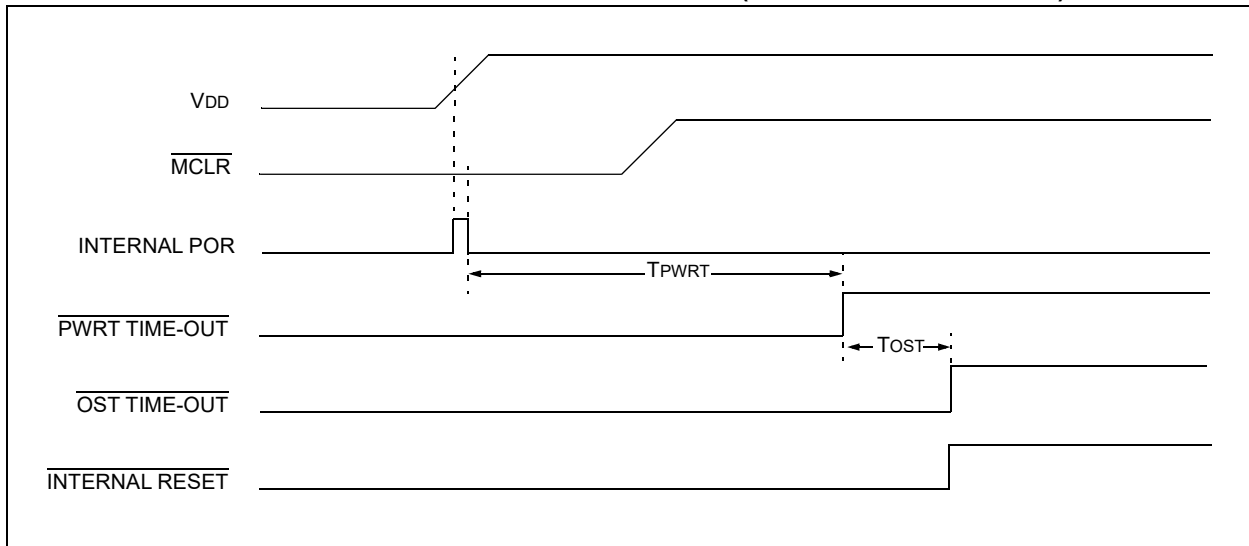 VDD
MCLR
INTERNAL POR
TPWRT
PWRT TIME-OUT
TOST
OST TIME-OUT
INTERNAL RESET